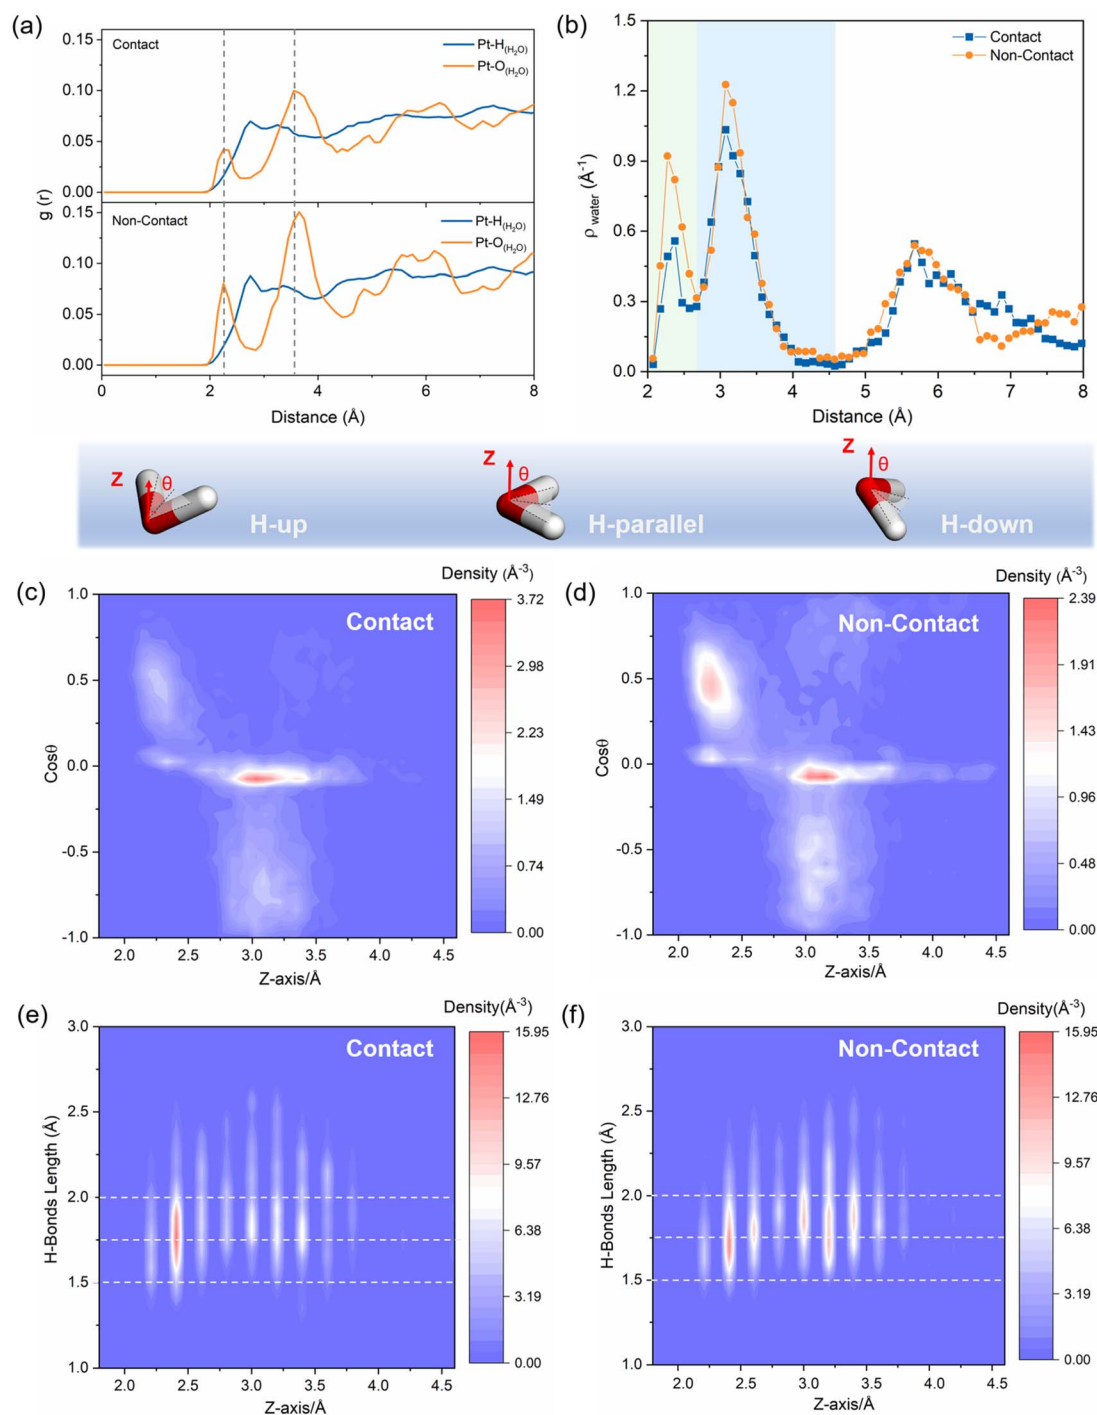 (a)
0.15
Contact
Pt-H(H₂O)
Pt-O(H₂O)
0.10
0.05
0.00
0.15
Non-Contact
Pt-H(H₂O)
Pt-O(H₂O)
0.10
0.05
0.00
g (r)
0 2 4 6 8
Distance (Å)
(b)
1.5
Contact
Non-Contact
1.2
0.9
0.6
0.3
0.0
ρ water (Å⁻¹)
2 3 4 5 6 7 8
Distance (Å)
Z θ
H-up
Z θ
H-parallel
Z θ
H-down
(c)
Density (Å⁻³)
Contact
1.0
0.5
0.0
-0.5
-1.0
Cosθ
2.0 2.5 3.0 3.5 4.0 4.5
Z-axis/Å
3.72
2.98
2.23
1.49
0.74
0.00
(d)
Density (Å⁻³)
Non-Contact
1.0
0.5
0.0
-0.5
-1.0
Cosθ
2.0 2.5 3.0 3.5 4.0 4.5
Z-axis/Å
2.39
1.91
1.43
0.96
0.48
0.00
(e)
Density(Å⁻³)
Contact
3.0
2.5
2.0
1.5
1.0
H-Bonds Length (Å)
2.0 2.5 3.0 3.5 4.0 4.5
Z-axis/Å
15.95
12.76
9.57
6.38
3.19
0.00
(f)
Density(Å⁻³)
Non-Contact
3.0
2.5
2.0
1.5
1.0
H-Bonds Length (Å)
2.0 2.5 3.0 3.5 4.0 4.5
Z-axis/Å
15.95
12.76
9.57
6.38
3.19
0.00